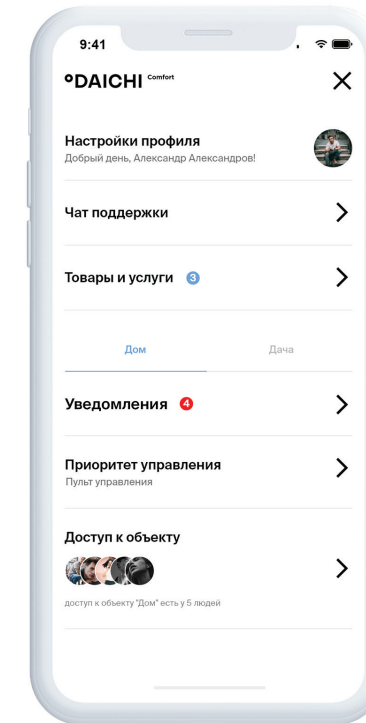 9:41
°DAICHI Comfort
Настройки профиля
Добрый день, Александр Александров!
Чат поддержки
Товары и услуги 3
Дом Дача
Уведомления 4
Приоритет управления
Пульт управления
Доступ к объекту
доступ к объекту "Дом" есть у 5 людей